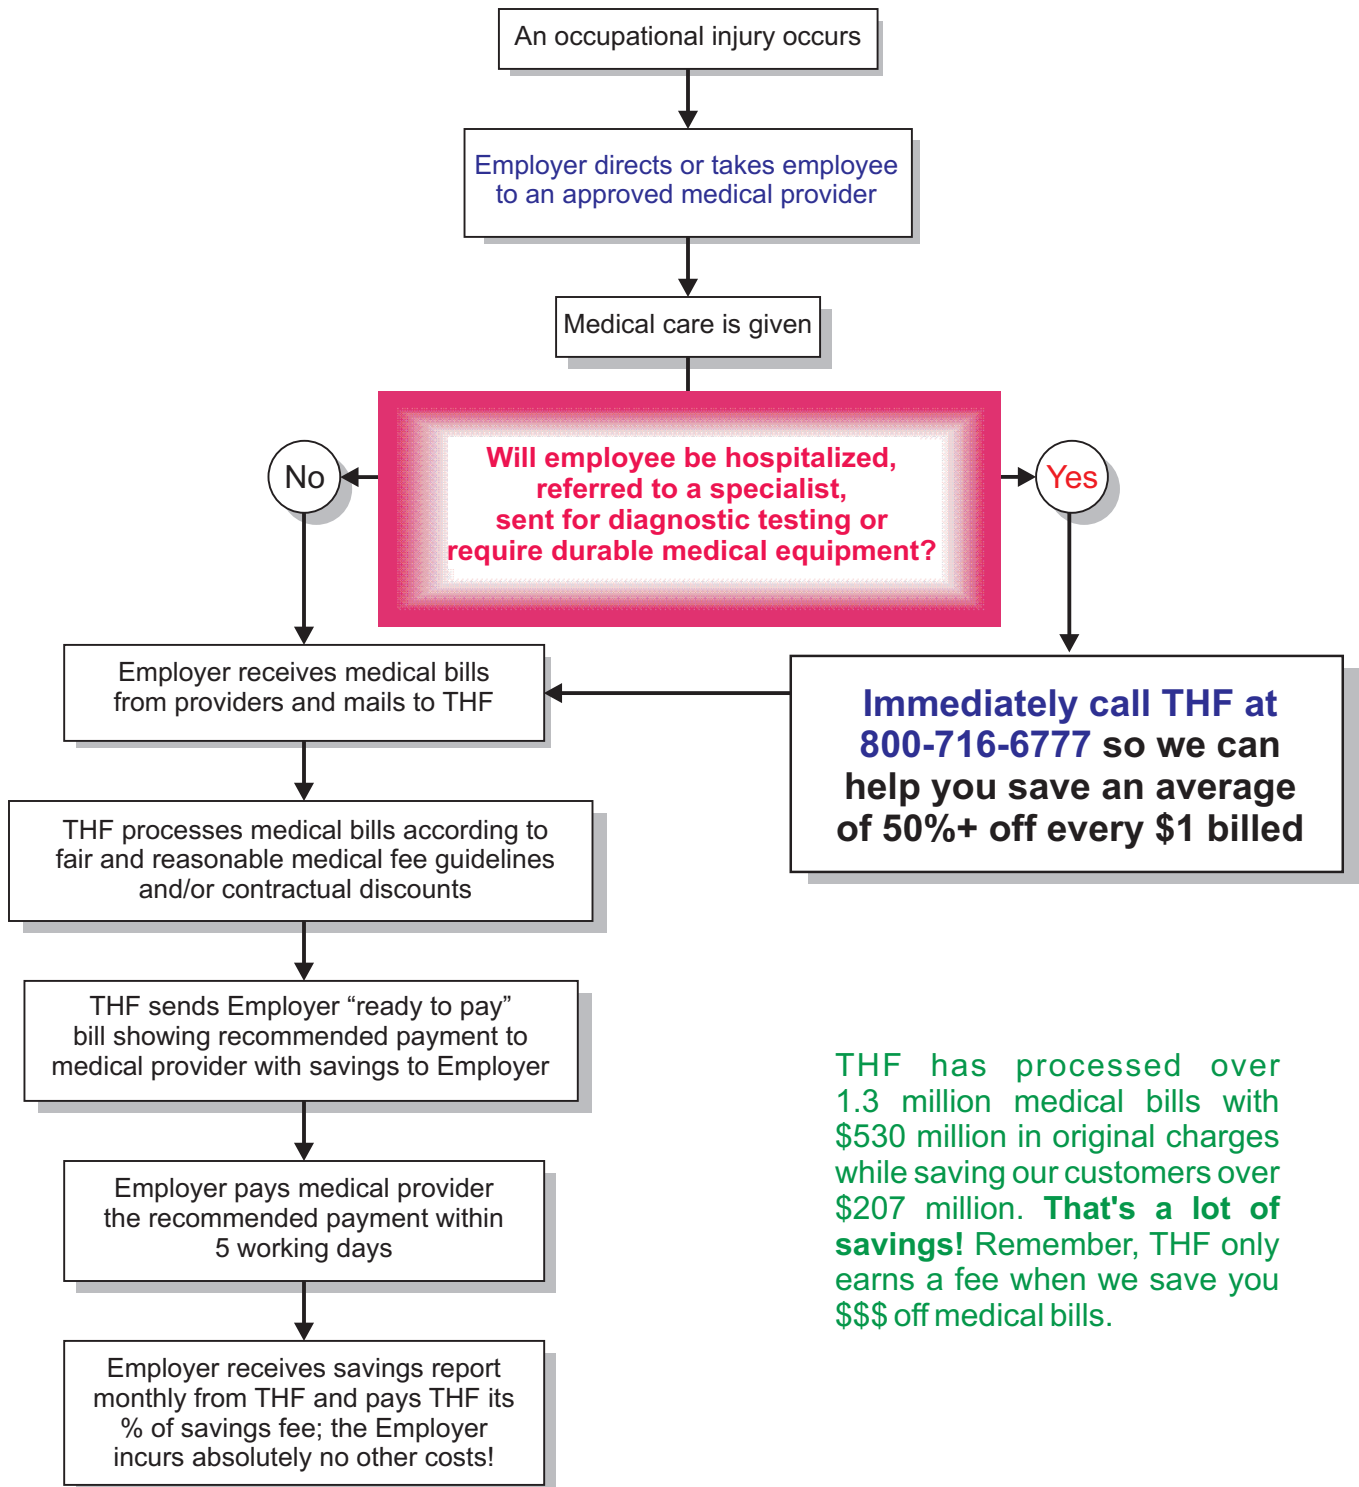 An occupational injury occurs
Employer directs or takes employee
to an approved medical provider
Medical care is given
Will employee be hospitalized,
referred to a specialist,
sent for diagnostic testing or
require durable medical equipment?
No
Yes
Employer receives medical bills
from providers and mails to THF
Immediately call THF at
800-716-6777 so we can
help you save an average
of 50%+ off every $1 billed
THF processes medical bills according to
fair and reasonable medical fee guidelines
and/or contractual discounts
THF sends Employer “ready to pay”
bill showing recommended payment to
medical provider with savings to Employer
Employer pays medical provider
the recommended payment within
5 working days
Employer receives savings report
monthly from THF and pays THF its
% of savings fee; the Employer
incurs absolutely no other costs!
THF has processed over
1.3 million medical bills with
$530 million in original charges
while saving our customers over
$207 million. That's a lot of
savings! Remember, THF only
earns a fee when we save you
$$$ off medical bills.